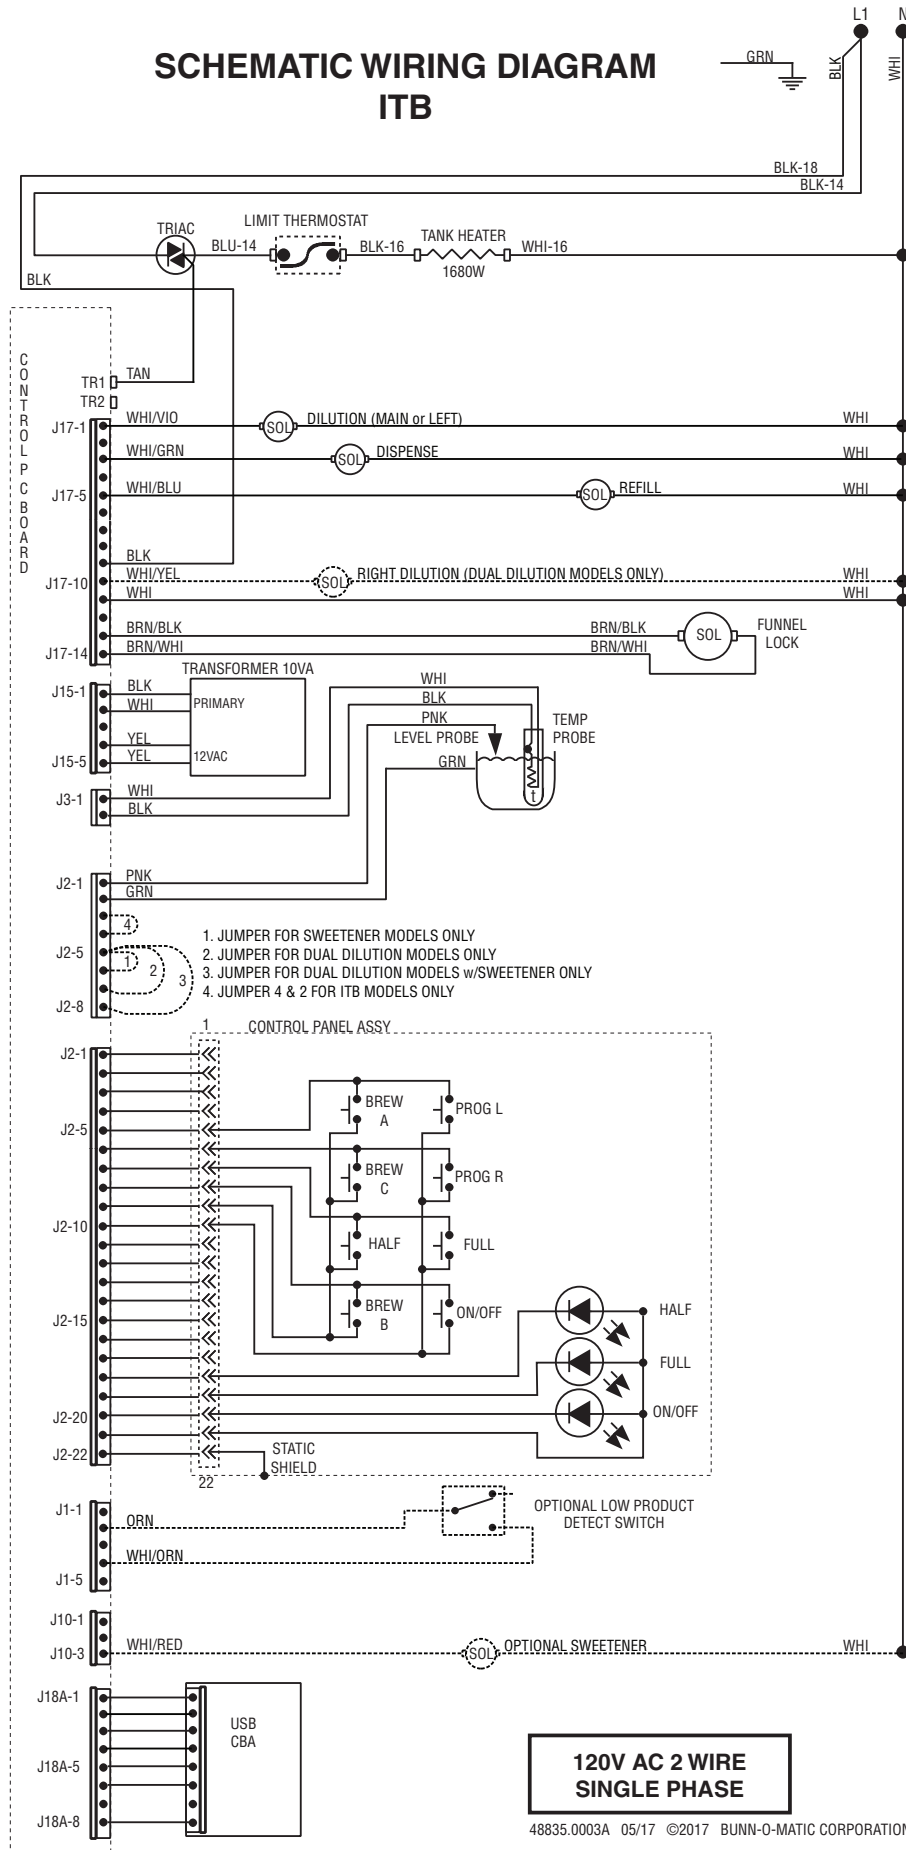 L1
N
SCHEMATIC WIRING DIAGRAM
ITB
GRN
BLK
WHI
BLK-18
BLK-14
TRIAC
LIMIT THERMOSTAT
BLU-14
BLK-16
TANK HEATER
WHI-16
1680W
BLK
CONTROL PC BOARD
TR1
TAN
TR2
J17-1
WHI/VIO
SOL
DILUTION (MAIN or LEFT)
WHI
WHI/GRN
SOL
DISPENSE
WHI
J17-5
WHI/BLU
SOL
REFILL
WHI
BLK
J17-10
WHI/YEL
SOL
RIGHT DILUTION (DUAL DILUTION MODELS ONLY)
WHI
WHI
WHI
BRN/BLK
BRN/BLK
SOL
FUNNEL
LOCK
J17-14
BRN/WHI
BRN/WHI
TRANSFORMER 10VA
J15-1
BLK
WHI
PRIMARY
YEL
J15-5
YEL
12VAC
WHI
BLK
PNK
LEVEL PROBE
TEMP
PROBE
GRN
t
J3-1
WHI
BLK
J2-1
PNK
GRN
4
J2-5
1
2
3
J2-8
1. JUMPER FOR SWEETENER MODELS ONLY
2. JUMPER FOR DUAL DILUTION MODELS ONLY
3. JUMPER FOR DUAL DILUTION MODELS w/SWEETENER ONLY
4. JUMPER 4 & 2 FOR ITB MODELS ONLY
1
CONTROL PANEL ASSY
J2-1
J2-5
BREW
A
PROG L
BREW
C
PROG R
J2-10
HALF
FULL
BREW
B
ON/OFF
J2-15
HALF
FULL
ON/OFF
J2-20
J2-22
STATIC
SHIELD
22
J1-1
ORN
OPTIONAL LOW PRODUCT
DETECT SWITCH
WHI/ORN
J1-5
J10-1
J10-3
WHI/RED
SOL
OPTIONAL SWEETENER
WHI
J18A-1
USB
CBA
J18A-5
J18A-8
120V AC 2 WIRE
SINGLE PHASE
48835.0003A 05/17 ©2017 BUNN-O-MATIC CORPORATION